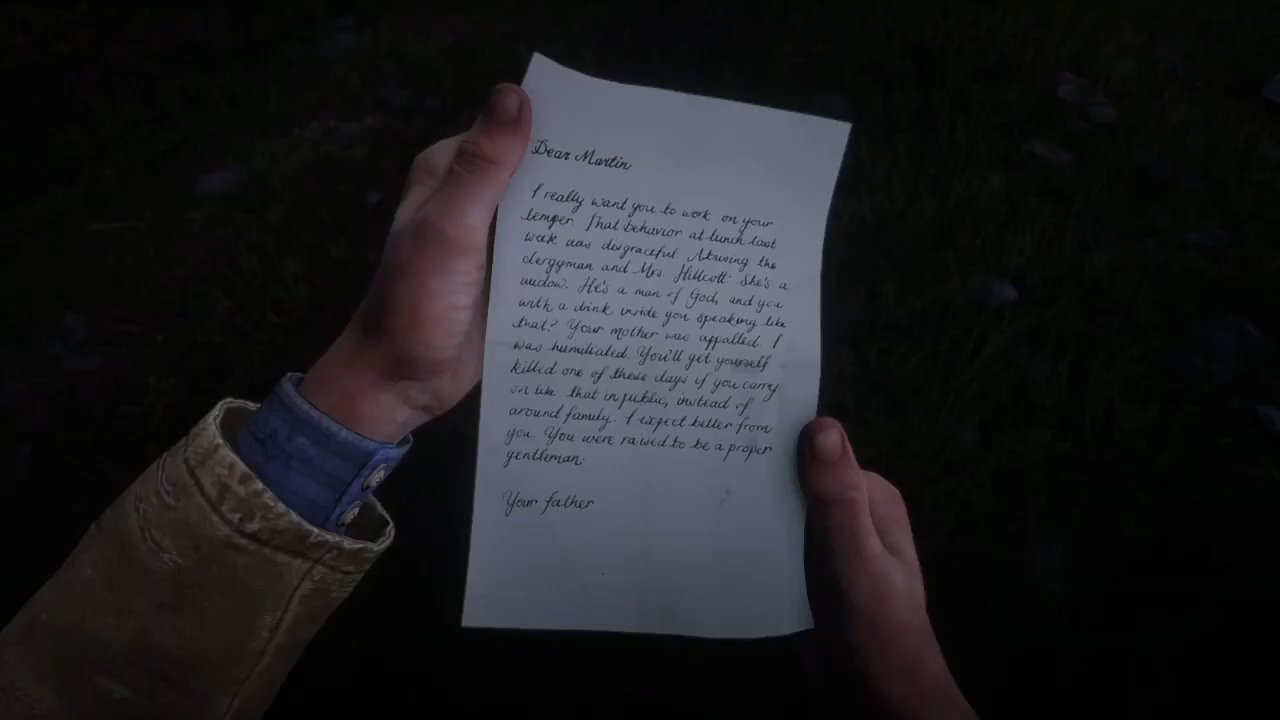 Dear Martin
I really want you to work on your
temper. That behavior at lunch last
week was disgraceful. Abusing the
clergyman and Mrs. Hillcott. She's a
widow. He's a man of God, and you
with a drink inside you speaking like
that? Your mother was appalled. I
was humiliated. You'll get yourself
killed one of these days if you carry
on like that in public, instead of
around family. I expect better from
you. You were raised to be a proper
gentleman.
Your father